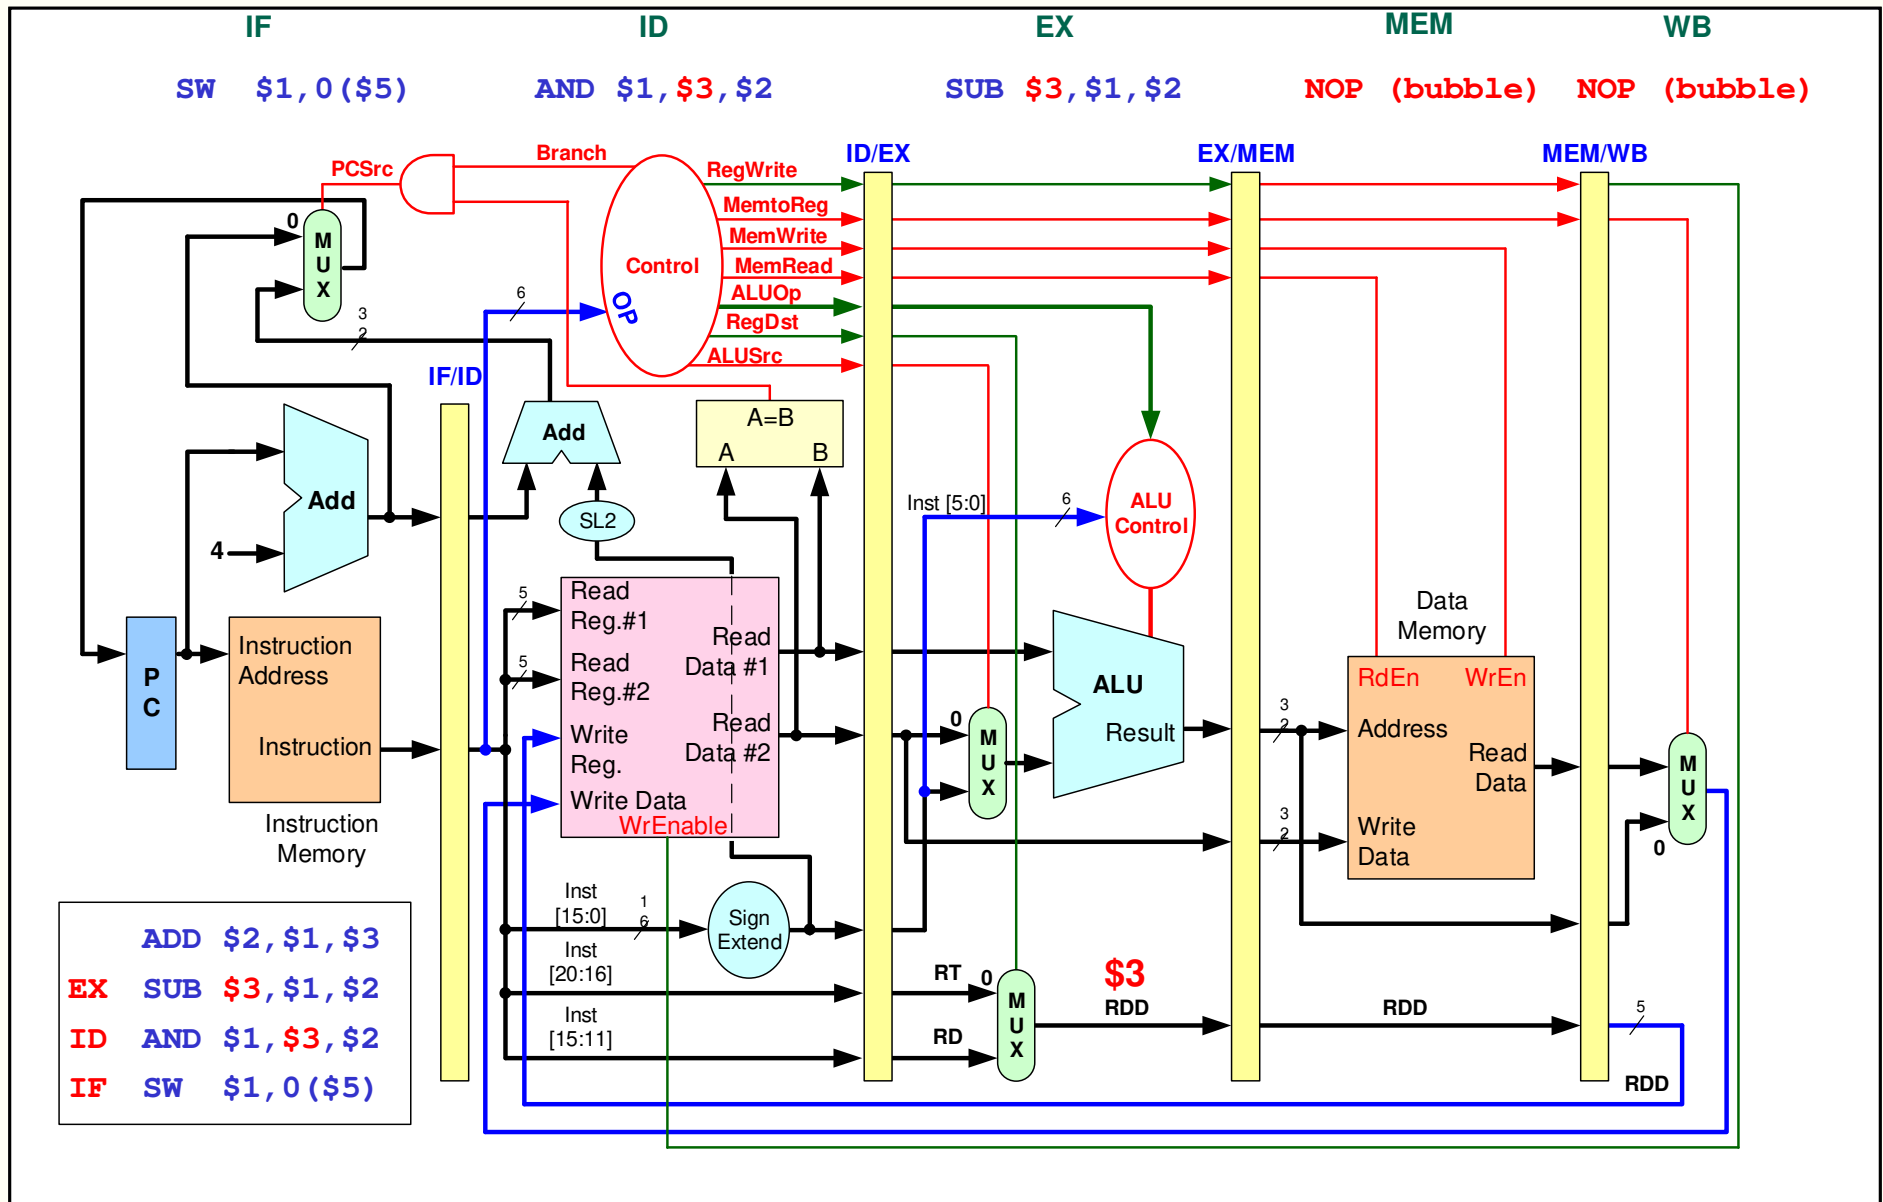 IF ID EX MEM WB
SW $1,0($5) AND $1,$3,$2 SUB $3,$1,$2 NOP (bubble) NOP (bubble)
ID/EX EX/MEM MEM/WB
PCSrc Branch RegWrite
MemtoReg
MemWrite
MemRead
ALUOp
RegDst
ALUSrc
Control
OP
0
M
U
X
6
3
2
IF/ID
Add
A=B
A B
Add
4
SL2
Inst [5:0]
6
ALU
Control
P
C
Instruction
Address
Instruction
Instruction
Memory
5
Read
Reg.#1
5
Read
Reg.#2
Write
Reg.
Write Data
WrEnable
Read
Data #1
Read
Data #2
0
M
U
X
ALU
Result
3
2
3
2
Data
Memory
RdEn WrEn
Address
Read
Data
Write
Data
M
U
X
0
Inst
[15:0]
1
6
Sign
Extend
Inst
[20:16]
Inst
[15:11]
RT
RD
0
M
U
X
$3
RDD
RDD
5
RDD
ADD $2,$1,$3
EX SUB $3,$1,$2
ID AND $1,$3,$2
IF SW $1,0($5)